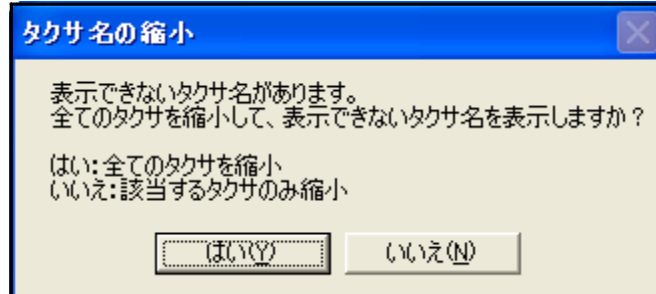 タクサ名の縮小
表示できないタクサ名があります。
全てのタクサを縮小して、表示できないタクサ名を表示しますか？
はい：全てのタクサを縮小
いいえ：該当するタクサのみ縮小
はい(Y) いいえ(N)